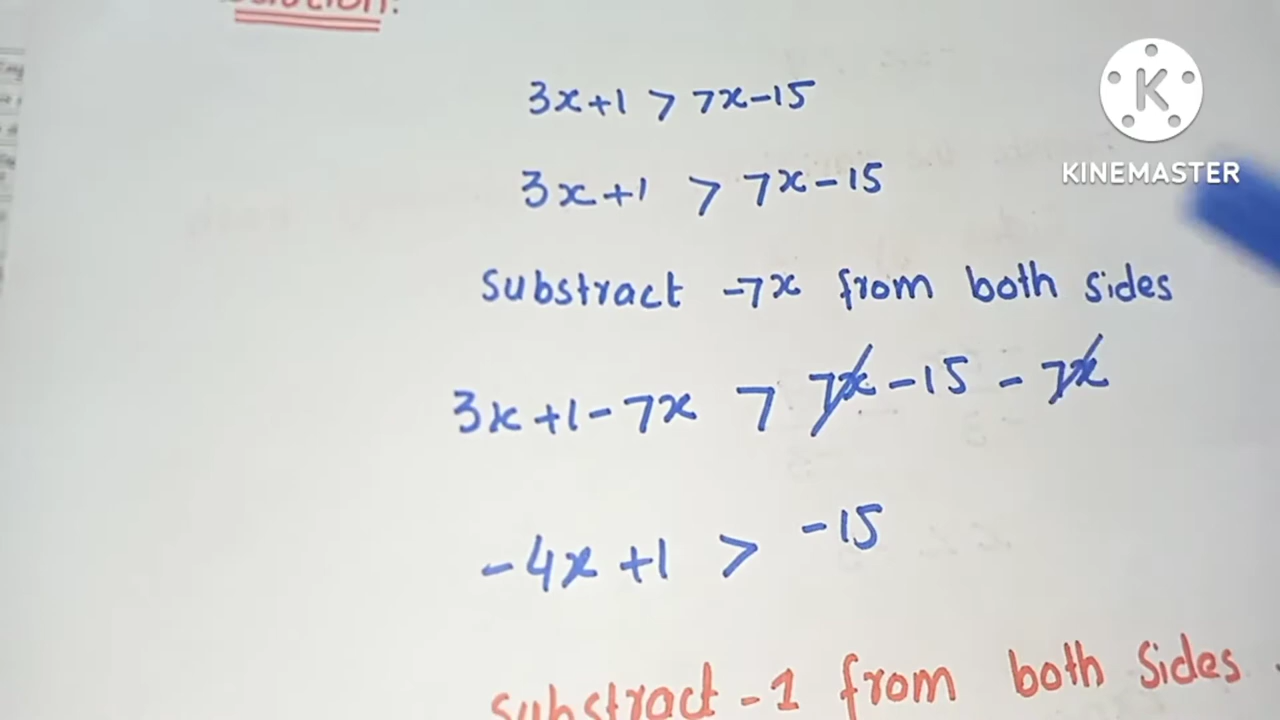 3x+1 > 7x-15
KINEMASTER
3x+1 > 7x-15
substract -7x from both sides
3x+1-7x > 7x-15-7x
-4x+1 > -15
substract -1 from both sides